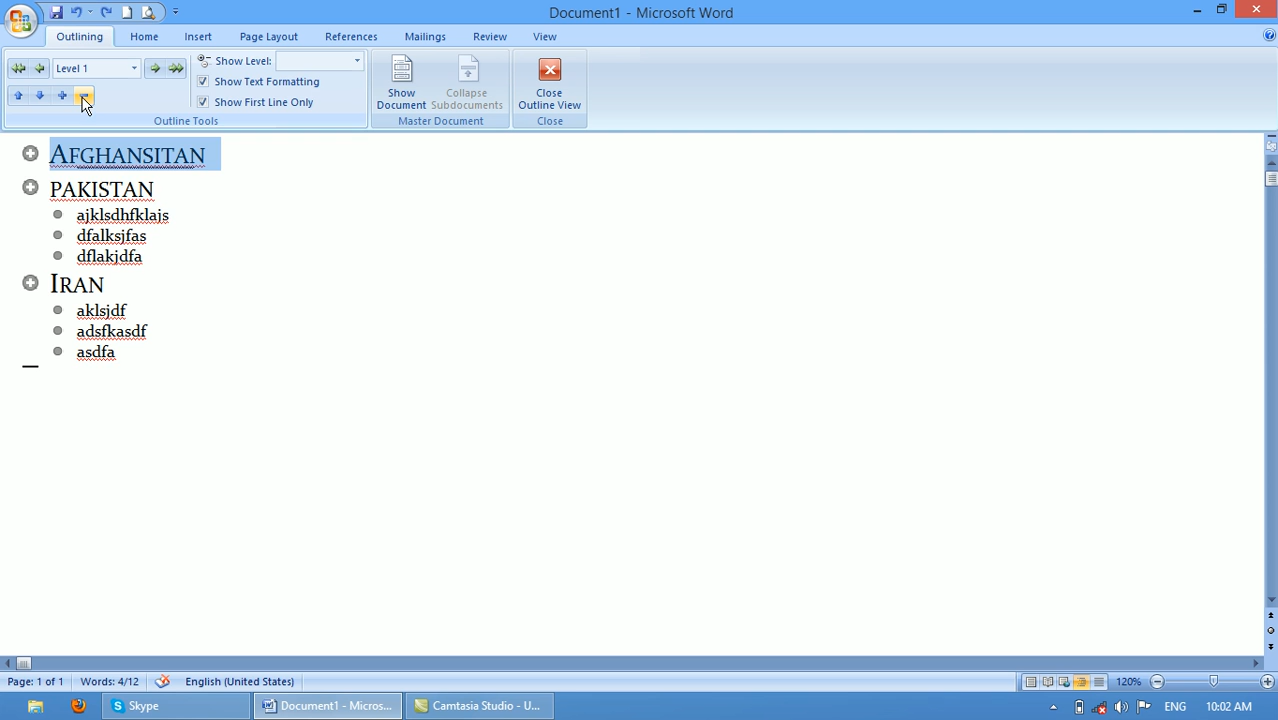 Document1 - Microsoft Word
Outlining Home Insert Page Layout References Mailings Review View
Level 1
Show Level:
Show Text Formatting
Show First Line Only
Outline Tools
Show Document
Collapse Subdocuments
Master Document
Close Outline View
Close
AFGHANSITAN
PAKISTAN
ajklsdhfklajs
dfalksjfas
dflakjdfa
IRAN
aklsjdf
adsfkasdf
asdfa
Page: 1 of 1 Words: 4/12 English (United States) 120%
Skype Document1 - Micros... Camtasia Studio - U... ENG 10:02 AM